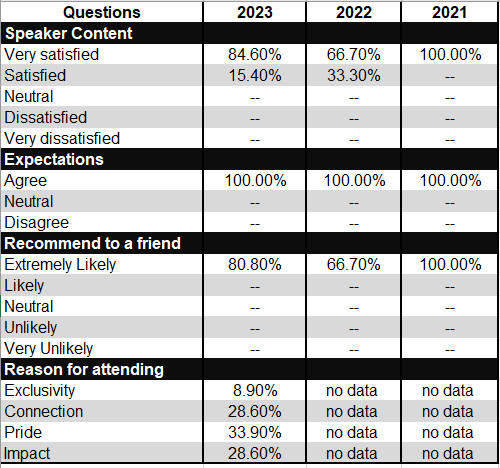 Questions 2023 2022 2021
Speaker Content
Very satisfied 84.60% 66.70% 100.00%
Satisfied 15.40% 33.30% --
Neutral -- -- --
Dissatisfied -- -- --
Very dissatisfied -- -- --
Expectations
Agree 100.00% 100.00% 100.00%
Neutral -- -- --
Disagree -- -- --
Recommend to a friend
Extremely Likely 80.80% 66.70% 100.00%
Likely -- -- --
Neutral -- -- --
Unlikely -- -- --
Very Unlikely -- -- --
Reason for attending
Exclusivity 8.90% no data no data
Connection 28.60% no data no data
Pride 33.90% no data no data
Impact 28.60% no data no data